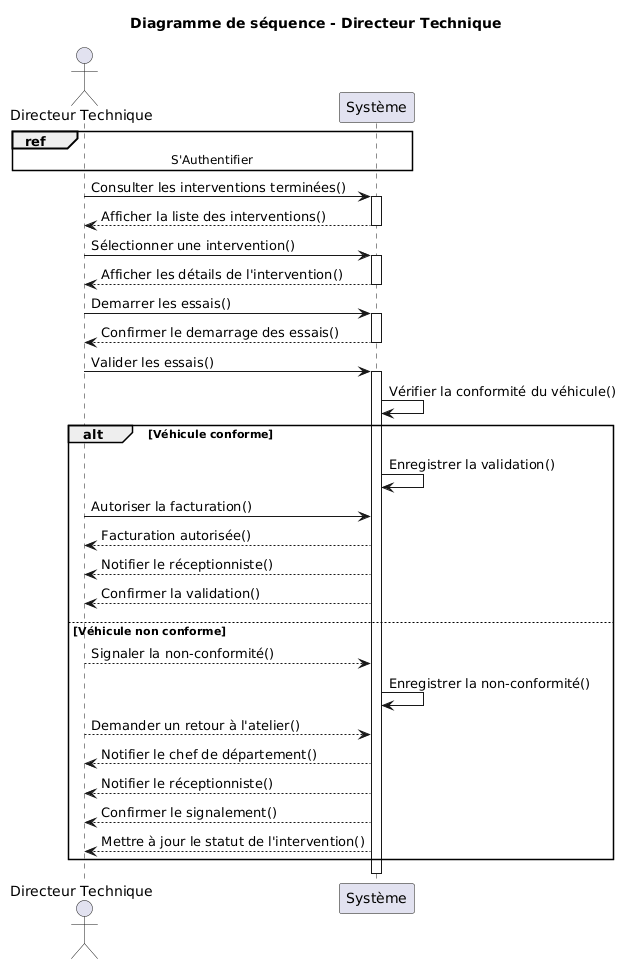 Diagramme de séquence - Directeur Technique
Directeur Technique
Système
ref
S'Authentifier
Consulter les interventions terminées()
Afficher la liste des interventions()
Sélectionner une intervention()
Afficher les détails de l'intervention()
Demarrer les essais()
Confirmer le demarrage des essais()
Valider les essais()
Vérifier la conformité du véhicule()
alt [Véhicule conforme]
Enregistrer la validation()
Autoriser la facturation()
Facturation autorisée()
Notifier le réceptionniste()
Confirmer la validation()
[Véhicule non conforme]
Signaler la non-conformité()
Enregistrer la non-conformité()
Demander un retour à l'atelier()
Notifier le chef de département()
Notifier le réceptionniste()
Confirmer le signalement()
Mettre à jour le statut de l'intervention()
Directeur Technique
Système